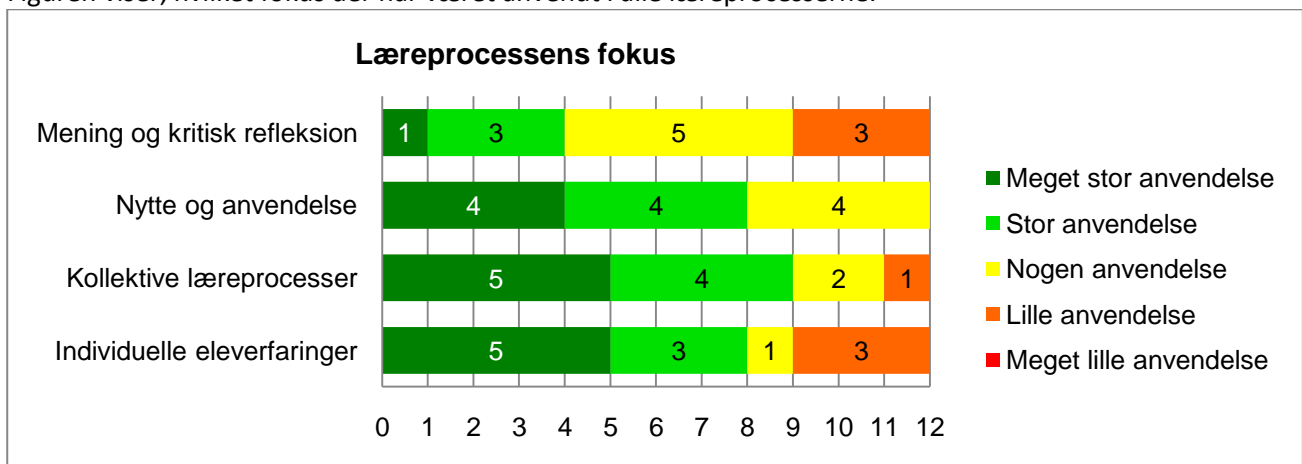 Figuren viser, hvilket fokus der har været anvendt i alle læreprocesserne.
Læreprocessens fokus
Mening og kritisk refleksion
1 3 5 3
Nytte og anvendelse
4 4 4
Kollektive læreprocesser
5 4 2 1
Individuelle eleverfaringer
5 3 1 3
0 1 2 3 4 5 6 7 8 9 10 11 12
Meget stor anvendelse
Stor anvendelse
Nogen anvendelse
Lille anvendelse
Meget lille anvendelse